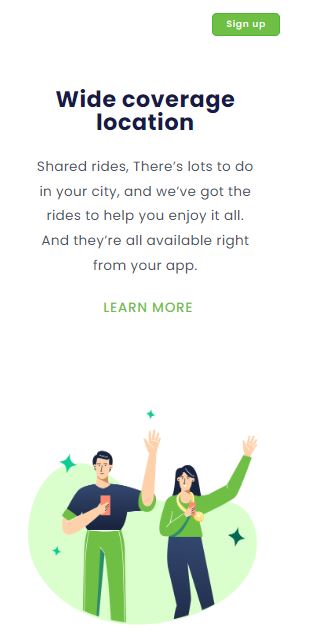 Sign up
Wide coverage
location
Shared rides, There's lots to do
in your city, and we've got the
rides to help you enjoy it all.
And they're all available right
from your app.
LEARN MORE